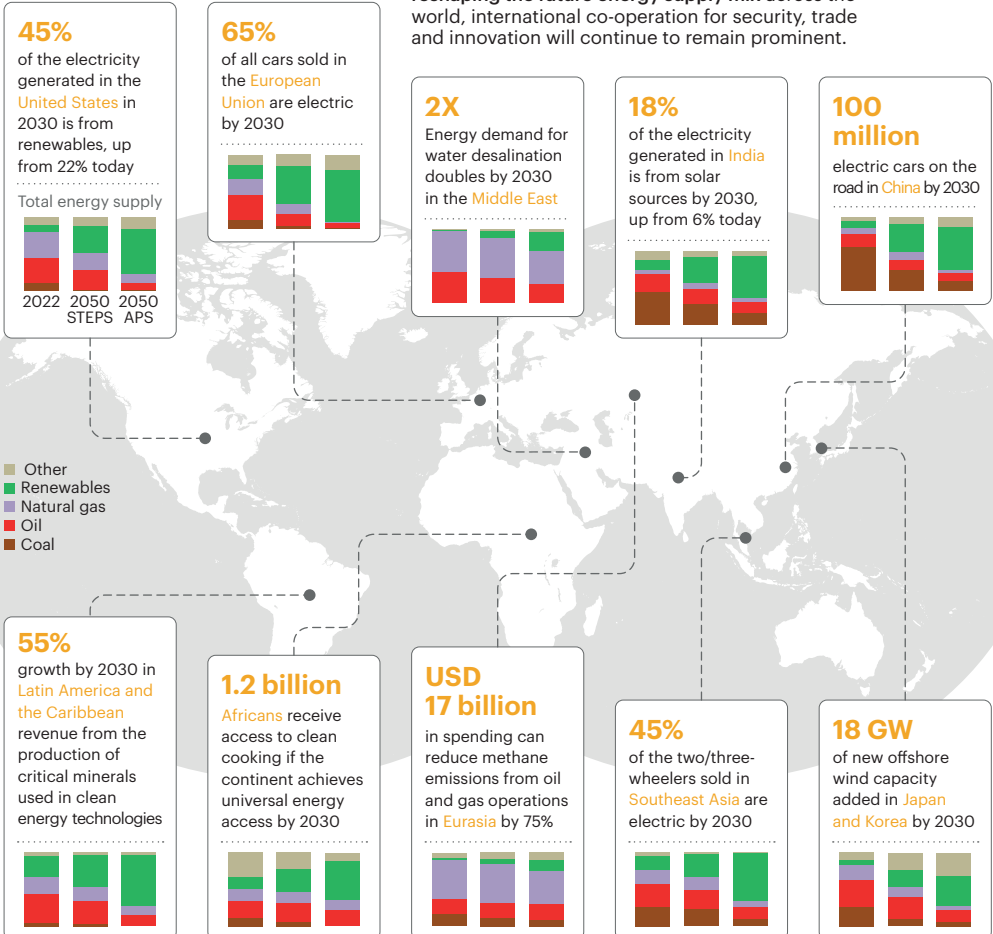 reshaping the future energy supply mix across the
world, international co-operation for security, trade
and innovation will continue to remain prominent.
45%
of the electricity
generated in the
United States in
2030 is from
renewables, up
from 22% today
Total energy supply
2022 2050 2050
STEPS APS
65%
of all cars sold in
the European
Union are electric
by 2030
2X
Energy demand for
water desalination
doubles by 2030
in the Middle East
18%
of the electricity
generated in India
is from solar
sources by 2030,
up from 6% today
100
million
electric cars on the
road in China by 2030
Other
Renewables
Natural gas
Oil
Coal
55%
growth by 2030 in
Latin America and
the Caribbean
revenue from the
production of
critical minerals
used in clean
energy technologies
1.2 billion
Africans receive
access to clean
cooking if the
continent achieves
universal energy
access by 2030
USD
17 billion
in spending can
reduce methane
emissions from oil
and gas operations
in Eurasia by 75%
45%
of the two/three-
wheelers sold in
Southeast Asia are
electric by 2030
18 GW
of new offshore
wind capacity
added in Japan
and Korea by 2030